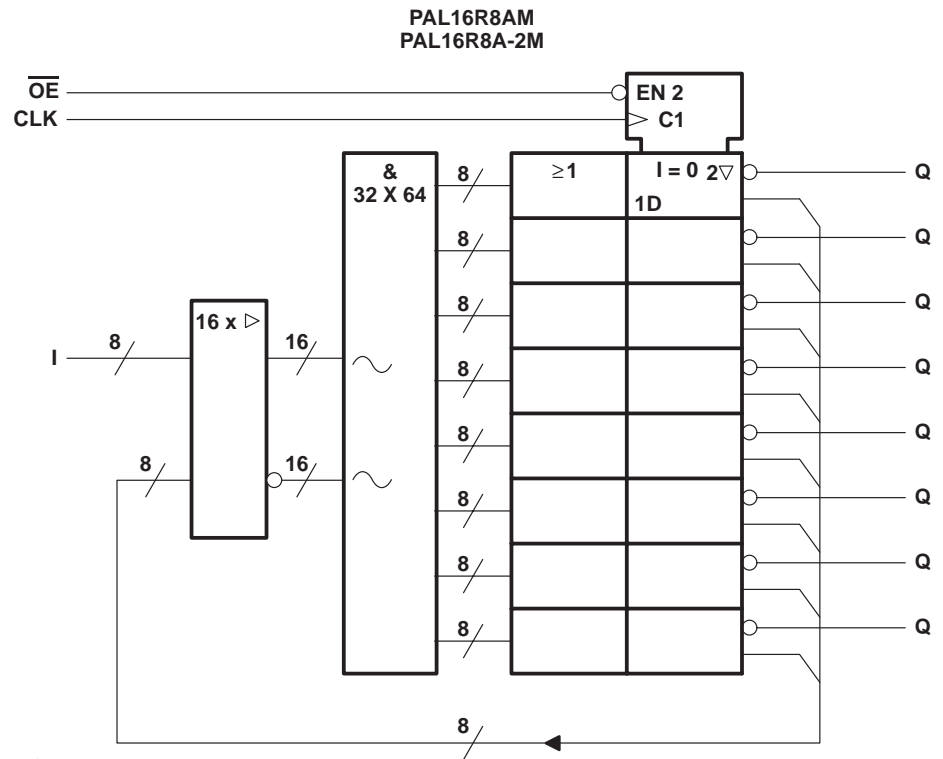 PAL16R8AM
PAL16R8A-2M
OE
EN 2
CLK
C1
&
32 X 64
8
≥1
I = 0
2▽
Q
1D
8
Q
8
Q
16 x ▷
I
8
16
8
Q
8
Q
8
16
8
Q
8
Q
8
Q
8